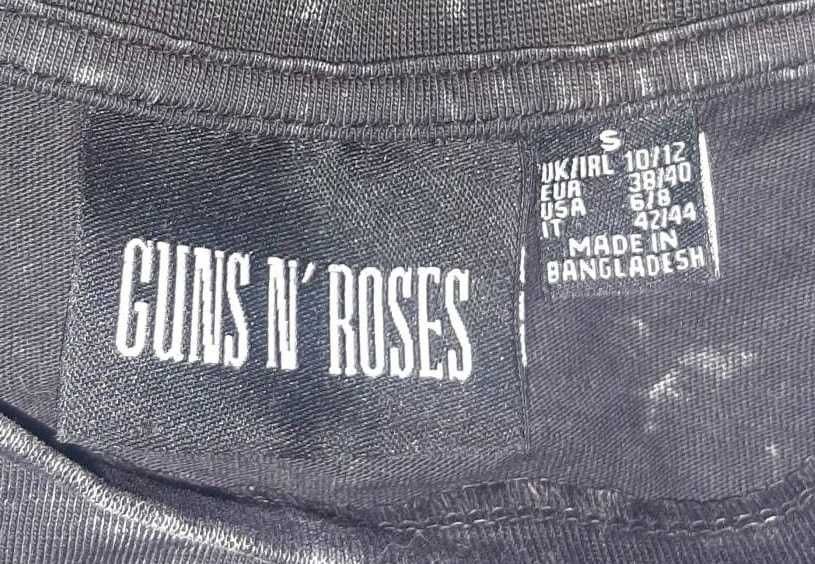 GUNS N' ROSES
S
UK/IRL 10/12
EUR 38/40
USA 6/8
IT 42/44
MADE IN
BANGLADESH